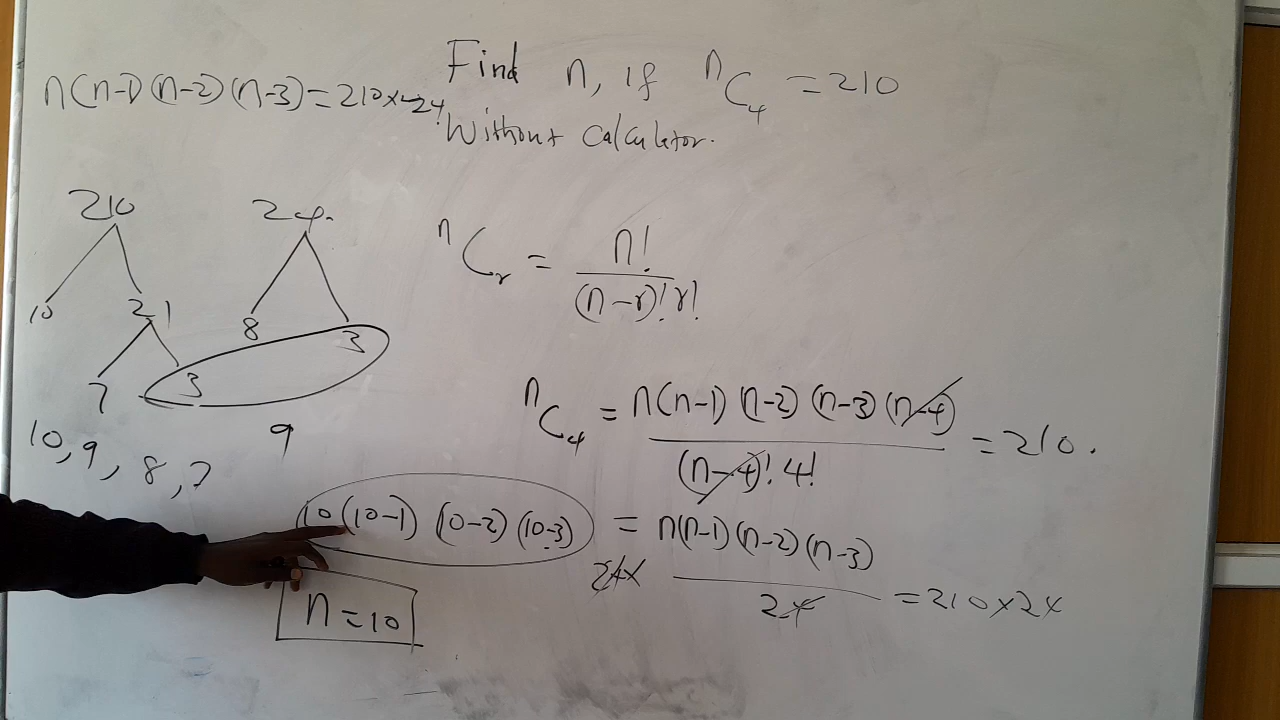 Find n, if ⁿC₄ = 210
Without Calculator.
n(n-1)(n-2)(n-3)=210×24
210
10 21
7 3
24
8 3
9
10, 9, 8, 7
ⁿCᵣ = n! / (n-r)! r!
ⁿC₄ = n(n-1)(n-2)(n-3)(n-4) / (n-4)! 4! = 210.
10(10-1)(10-2)(10-3) = n(n-1)(n-2)(n-3)
24× 24 = 210×24
n=10